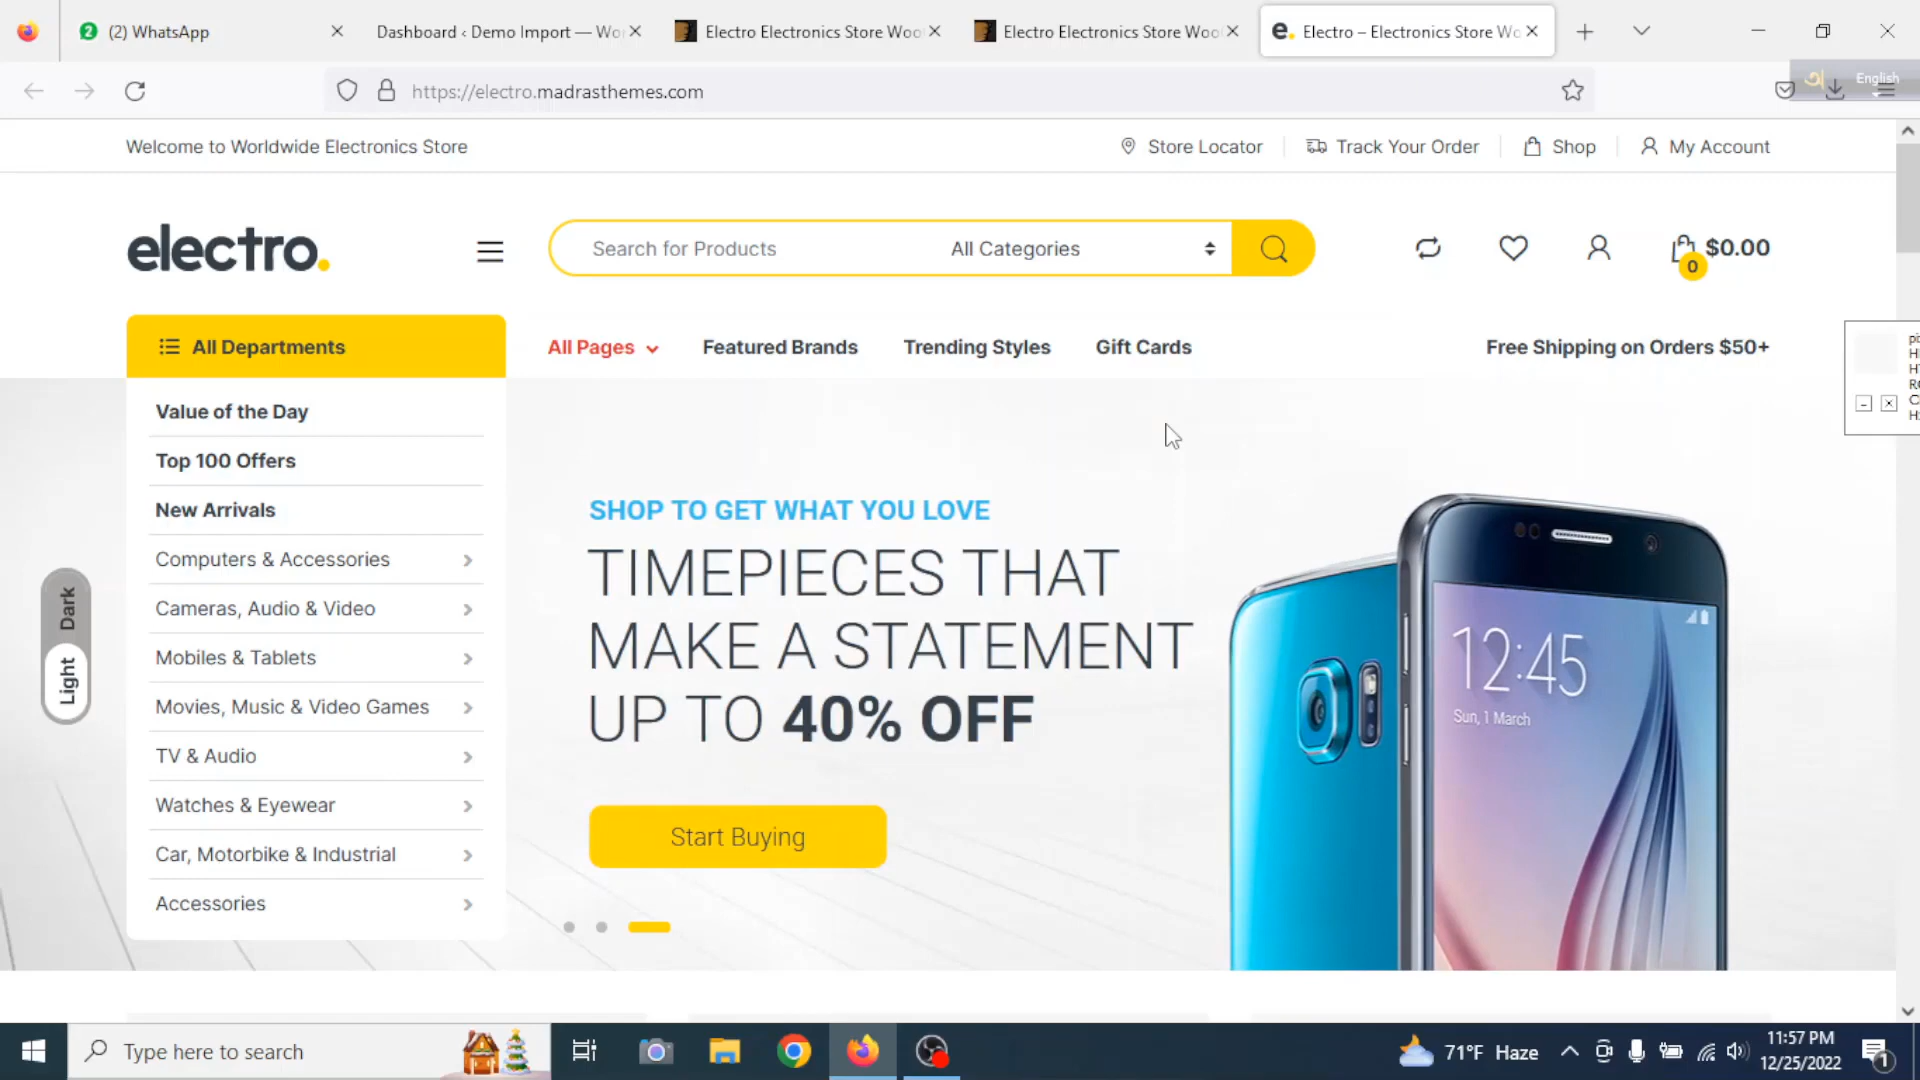 (2) WhatsApp
Dashboard ‹ Demo Import — Wor
Electro Electronics Store Woo
Electro Electronics Store Woo
Electro – Electronics Store Wo
https://electro.madrasthemes.com
English
Welcome to Worldwide Electronics Store
Store Locator
Track Your Order
Shop
My Account
electro.
Search for Products
All Categories
0
$0.00
All Departments
All Pages
Featured Brands
Trending Styles
Gift Cards
Free Shipping on Orders $50+
Value of the Day
Top 100 Offers
New Arrivals
Computers & Accessories
Cameras, Audio & Video
Mobiles & Tablets
Movies, Music & Video Games
TV & Audio
Watches & Eyewear
Car, Motorbike & Industrial
Accessories
Dark
Light
SHOP TO GET WHAT YOU LOVE
TIMEPIECES THAT
MAKE A STATEMENT
UP TO 40% OFF
Start Buying
12:45
Sun, 1 March
Type here to search
71°F Haze
11:57 PM
12/25/2022
1